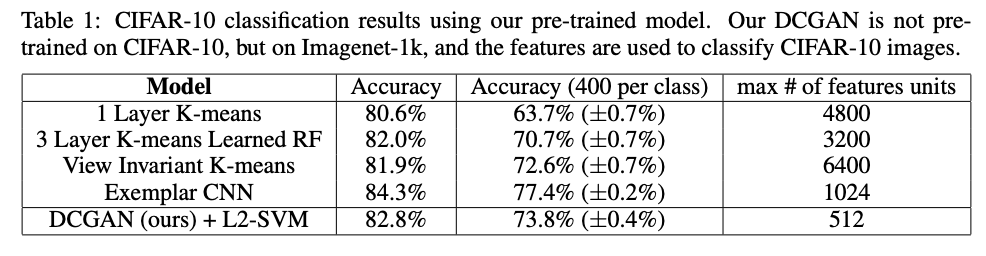 Table 1: CIFAR-10 classification results using our pre-trained model. Our DCGAN is not pre-
trained on CIFAR-10, but on Imagenet-1k, and the features are used to classify CIFAR-10 images.
Model Accuracy Accuracy (400 per class) max # of features units
1 Layer K-means 80.6% 63.7% (±0.7%) 4800
3 Layer K-means Learned RF 82.0% 70.7% (±0.7%) 3200
View Invariant K-means 81.9% 72.6% (±0.7%) 6400
Exemplar CNN 84.3% 77.4% (±0.2%) 1024
DCGAN (ours) + L2-SVM 82.8% 73.8% (±0.4%) 512